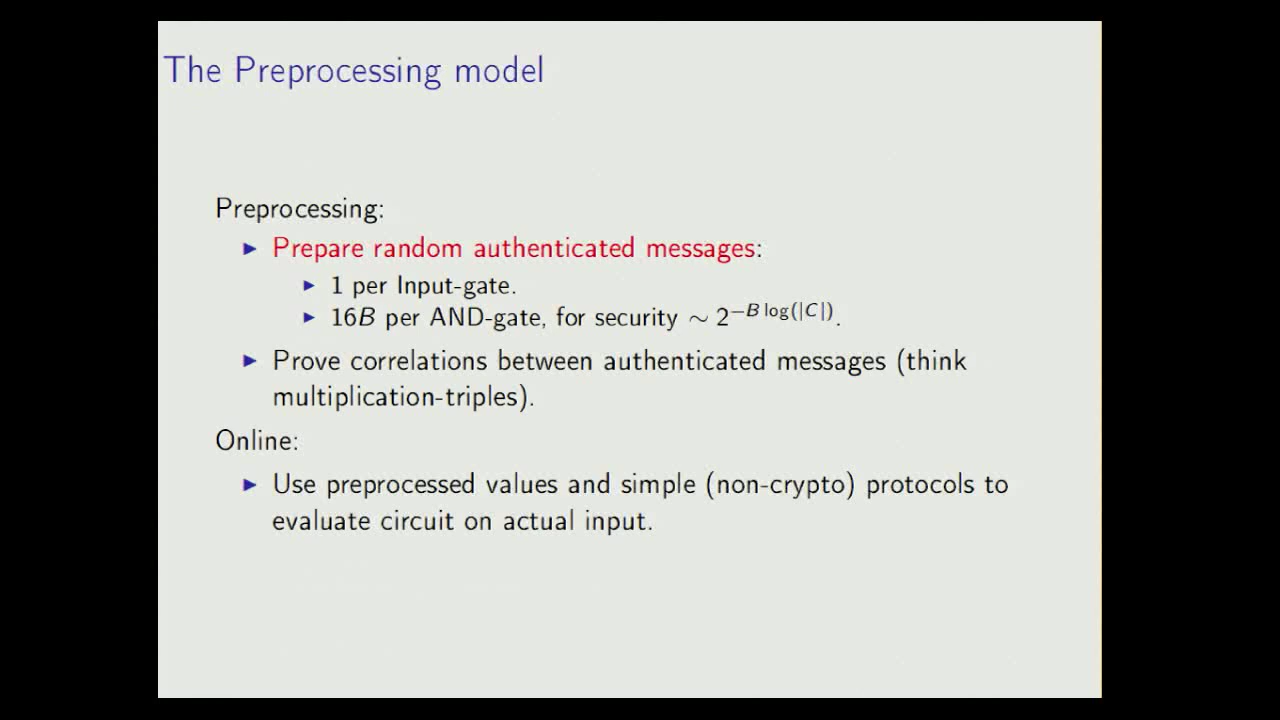 The Preprocessing model
Preprocessing:
▶ Prepare random authenticated messages:
▶ 1 per Input-gate.
▶ 16B per AND-gate, for security ∼ 2^{−B log(|C|)}.
▶ Prove correlations between authenticated messages (think
multiplication-triples).
Online:
▶ Use preprocessed values and simple (non-crypto) protocols to
evaluate circuit on actual input.